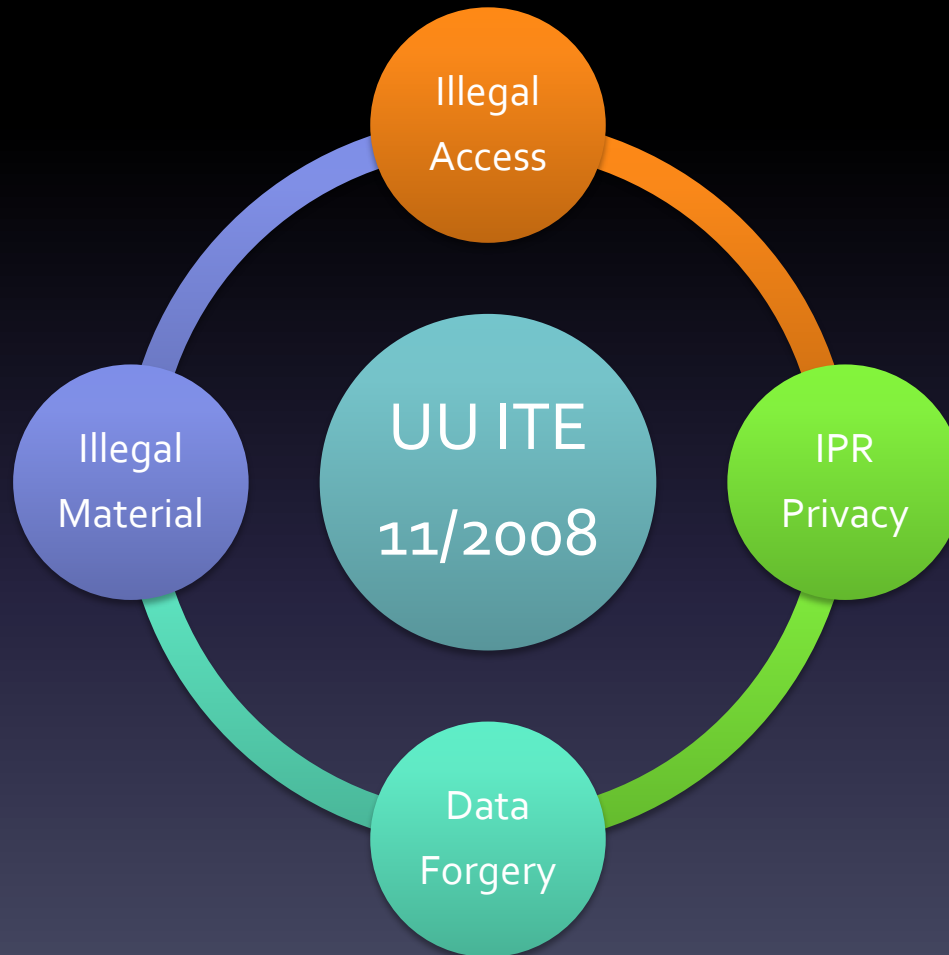 Illegal
Access
Illegal
Material
UU ITE
11/2008
IPR
Privacy
Data
Forgery